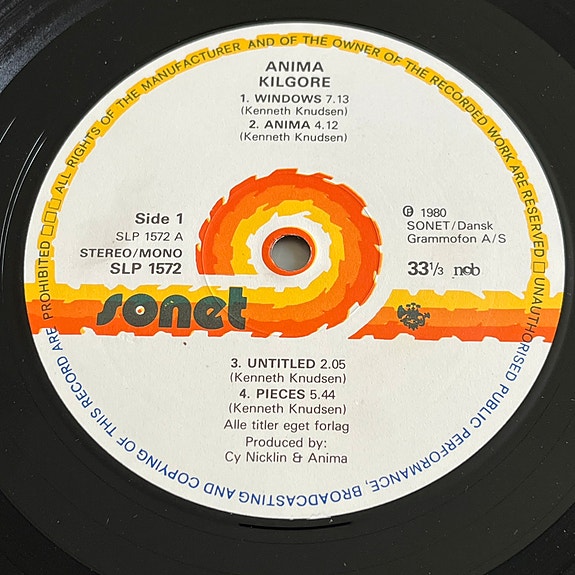 ANIMA
KILGORE
1. WINDOWS 7.13
(Kenneth Knudsen)
2. ANIMA 4.12
(Kenneth Knudsen)
Side 1
SLP 1572 A
STEREO/MONO
SLP 1572
℗ 1980
SONET/Dansk
Grammofon A/S
33 1/3 ncb
sonet
3. UNTITLED 2.05
(Kenneth Knudsen)
4. PIECES 5.44
(Kenneth Knudsen)
Alle titler eget forlag
Produced by:
Cy Nicklin & Anima
ALL RIGHTS OF THE MANUFACTURER AND OF THE OWNER OF THE RECORDED WORK ARE RESERVED □ UNAUTHORISED PUBLIC PERFORMANCE, BROADCASTING AND COPYING OF THIS RECORD ARE PROHIBITED □□□